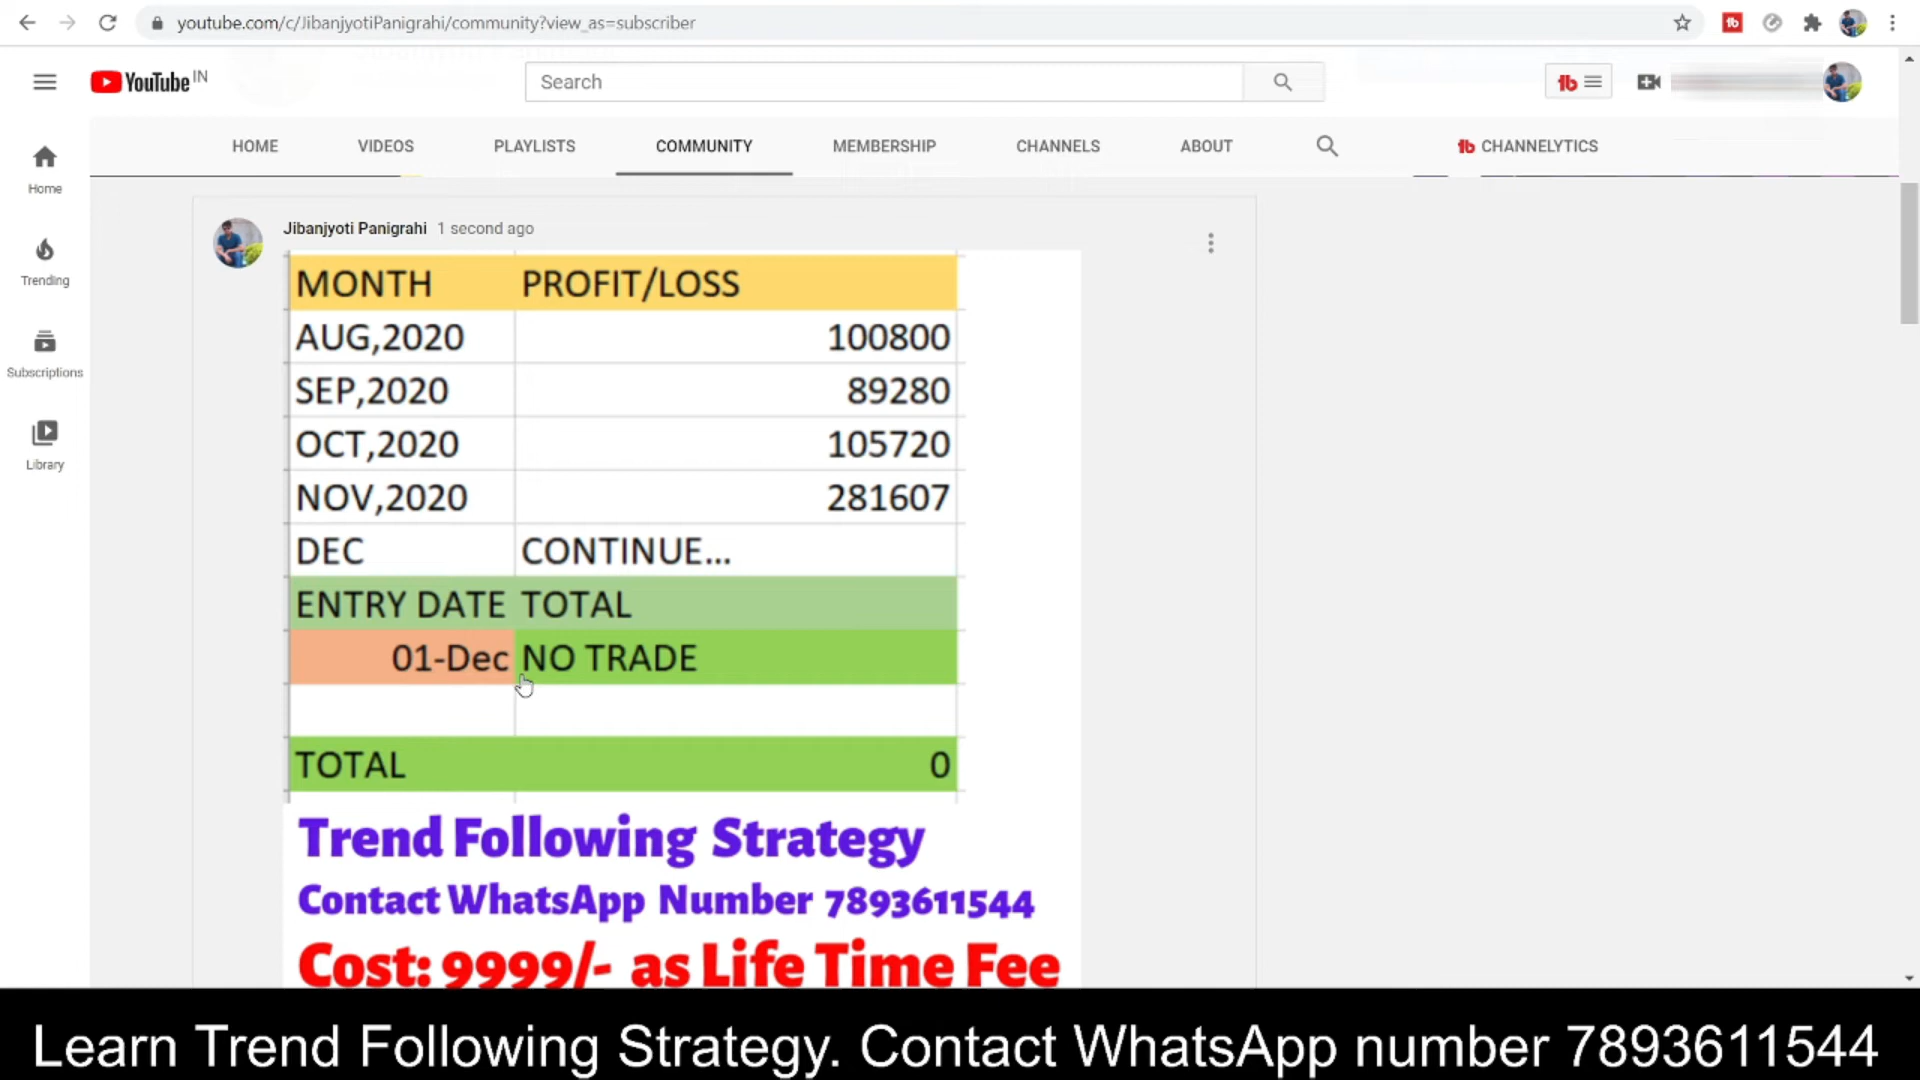 youtube.com/c/JibanjyotiPanigrahi/community?view_as=subscriber
YouTube IN
Search
HOME VIDEOS PLAYLISTS COMMUNITY MEMBERSHIP CHANNELS ABOUT CHANNELYTICS
Home
Trending
Subscriptions
Library
Jibanjyoti Panigrahi 1 second ago
MONTH PROFIT/LOSS
AUG,2020 100800
SEP,2020 89280
OCT,2020 105720
NOV,2020 281607
DEC CONTINUE...
ENTRY DATE TOTAL
01-Dec NO TRADE
TOTAL 0
Trend Following Strategy
Contact WhatsApp Number 7893611544
Cost: 9999/- as Life Time Fee
Learn Trend Following Strategy. Contact WhatsApp number 7893611544